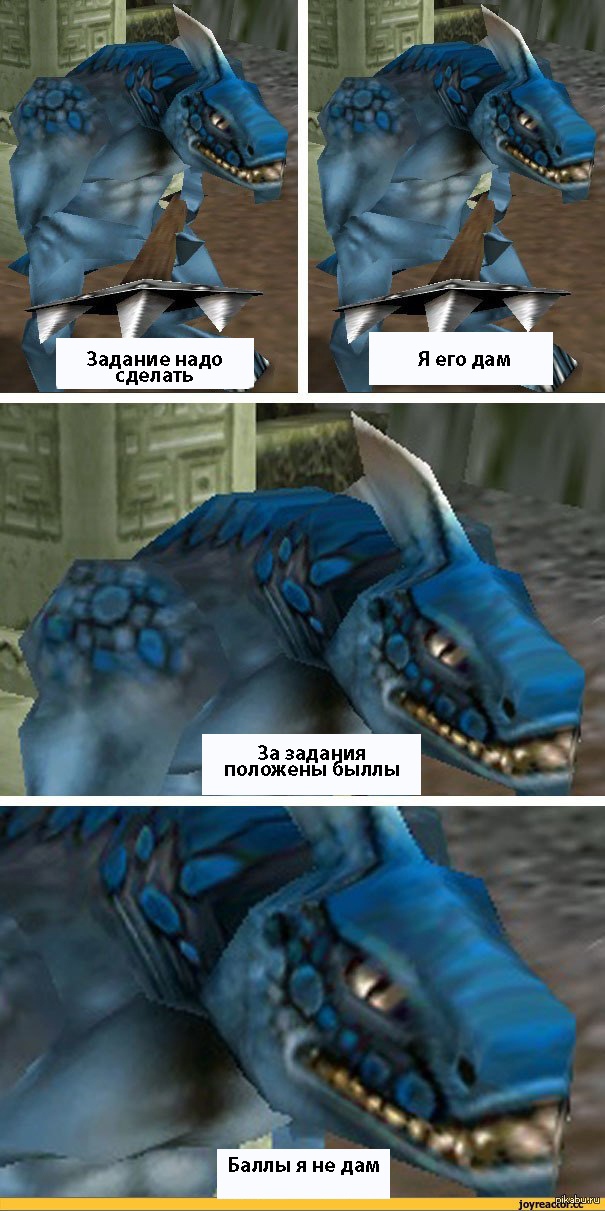 Задание надо
сделать
Я его дам
За задания
положены быллы
Баллы я не дам
pikabu.ru
joyreactor.cc